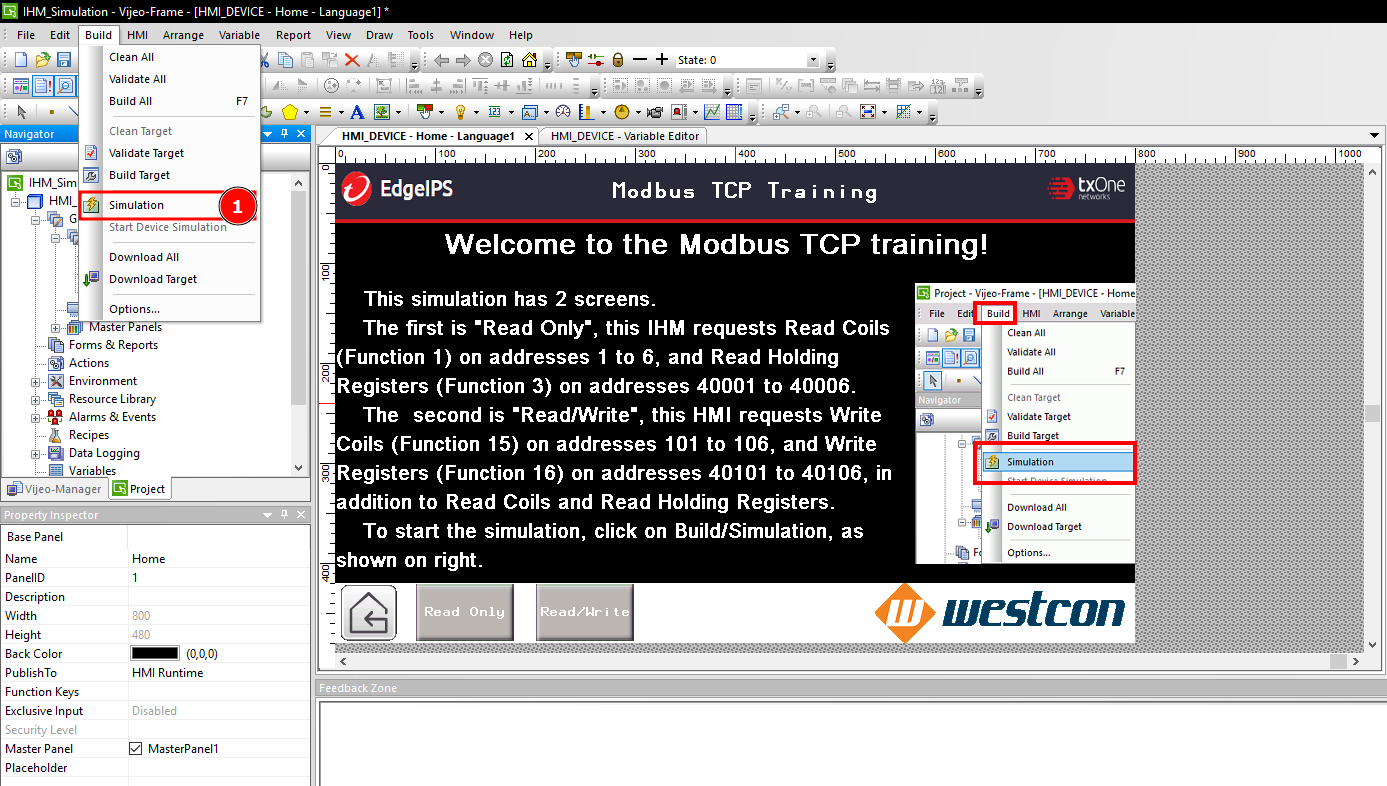 IHM_Simulation - Vijeo-Frame - [HMI_DEVICE - Home - Language1] *
File Edit Build HMI Arrange Variable Report View Draw Tools Window Help
Clean All
Validate All
Build All F7
Clean Target
Validate Target
Build Target
Simulation 1
Start Device Simulation
Download All
Download Target
Options...
State: 0
Navigator
IHM_Sim
HMI_
G
Master Panels
Forms & Reports
Actions
Environment
Resource Library
Alarms & Events
Recipes
Data Logging
Variables
Vijeo-Manager Project
Property Inspector
Base Panel
Name Home
PanelID 1
Description
Width 800
Height 480
Back Color (0,0,0)
PublishTo HMI Runtime
Function Keys
Exclusive Input Disabled
Security Level
Master Panel MasterPanel1
Placeholder
HMI_DEVICE - Home - Language1 HMI_DEVICE - Variable Editor
0 100 200 300 400 500 600 700 800 900 1000
0
100
200
300
400
EdgeIPS
Modbus TCP Training
txOne
networks
Welcome to the Modbus TCP training!
This simulation has 2 screens.
The first is "Read Only", this IHM requests Read Coils
(Function 1) on addresses 1 to 6, and Read Holding
Registers (Function 3) on addresses 40001 to 40006.
The second is "Read/Write", this HMI requests Write
Coils (Function 15) on addresses 101 to 106, and Write
Registers (Function 16) on addresses 40101 to 40106, in
addition to Read Coils and Read Holding Registers.
To start the simulation, click on Build/Simulation, as
shown on right.
Project - Vijeo-Frame - [HMI_DEVICE - Home
File Edit Build HMI Arrange Variable
Clean All
Validate All
Build All F7
Clean Target
Validate Target
Build Target
Simulation
Start Device Simulation
Download All
Download Target
Options...
Navigator
Fo
Read Only
Read/Write
westcon
Feedback Zone